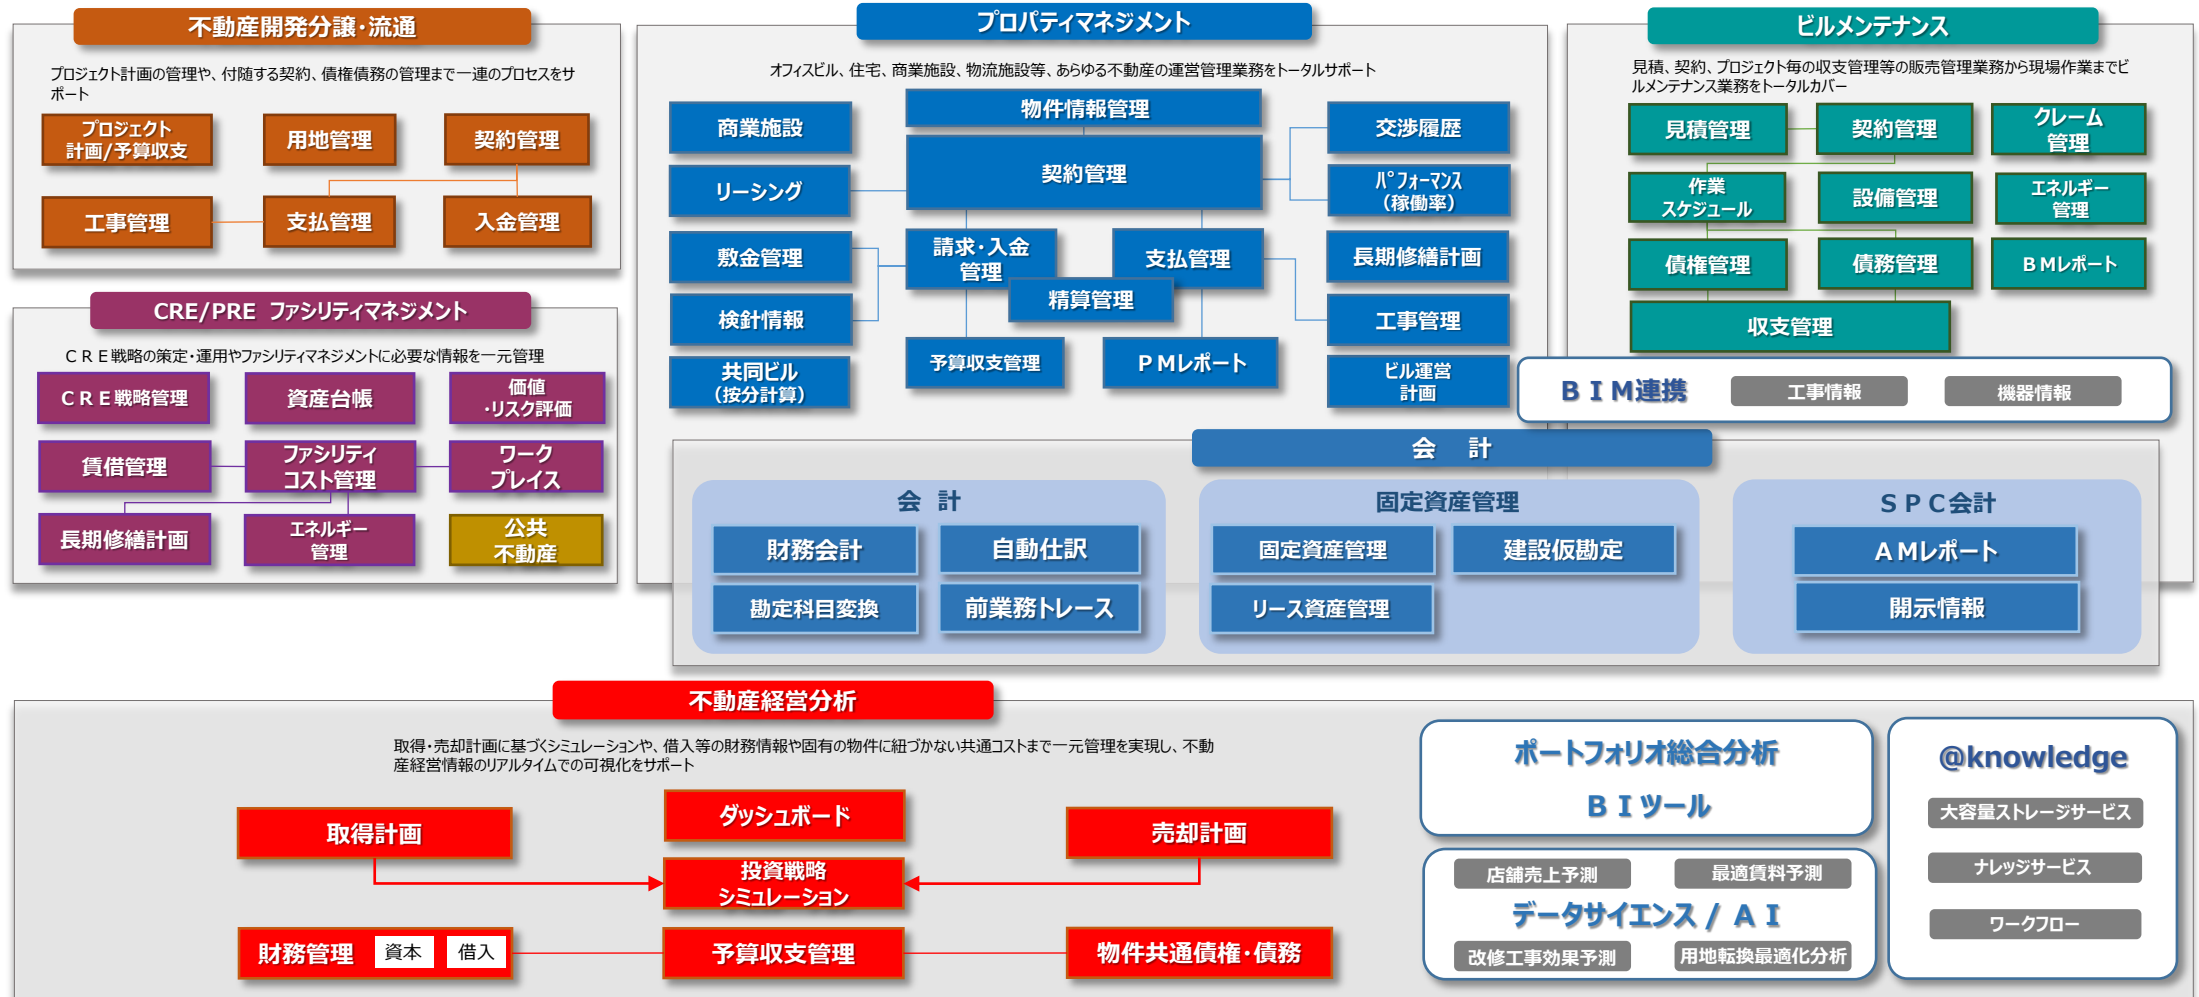 不動産開発分譲・流通
プロジェクト計画の管理や、付随する契約、債権債務の管理まで一連のプロセスをサ
ポート
プロジェクト
計画/予算収支
用地管理
契約管理
工事管理
支払管理
入金管理
CRE/PRE ファシリティマネジメント
ＣＲＥ戦略の策定・運用やファシリティマネジメントに必要な情報を一元管理
ＣＲＥ戦略管理
資産台帳
価値
・リスク評価
賃借管理
ファシリティ
コスト管理
ワーク
プレイス
長期修繕計画
エネルギー
管理
公共
不動産
プロパティマネジメント
オフィスビル、住宅、商業施設、物流施設等、あらゆる不動産の運営管理業務をトータルサポート
商業施設
物件情報管理
交渉履歴
リーシング
契約管理
ﾊﾟﾌｫｰﾏﾝｽ
（稼働率）
敷金管理
請求・入金
管理
支払管理
長期修繕計画
検針情報
精算管理
工事管理
共同ビル
（按分計算）
予算収支管理
ＰＭレポート
ビル運営
計画
ビルメンテナンス
見積、契約、プロジェクト毎の収支管理等の販売管理業務から現場作業までビ
ルメンテナンス業務をトータルカバー
見積管理
契約管理
クレーム
管理
作業
スケジュール
設備管理
エネルギー
管理
債権管理
債務管理
ＢＭレポート
収支管理
ＢＩＭ連携
工事情報
機器情報
会　計
会 計
財務会計
自動仕訳
勘定科目変換
前業務トレース
固定資産管理
固定資産管理
建設仮勘定
リース資産管理
ＳＰＣ会計
ＡＭレポート
開示情報
不動産経営分析
取得・売却計画に基づくシミュレーションや、借入等の財務情報や固有の物件に紐づかない共通コストまで一元管理を実現し、不動
産経営情報のリアルタイムでの可視化をサポート
取得計画
ダッシュボード
売却計画
投資戦略
シミュレーション
財務管理
資本
借入
予算収支管理
物件共通債権・債務
ポートフォリオ総合分析
ＢＩツール
店舗売上予測
最適賃料予測
データサイエンス / ＡＩ
改修工事効果予測
用地転換最適化分析
@knowledge
大容量ストレージサービス
ナレッジサービス
ワークフロー